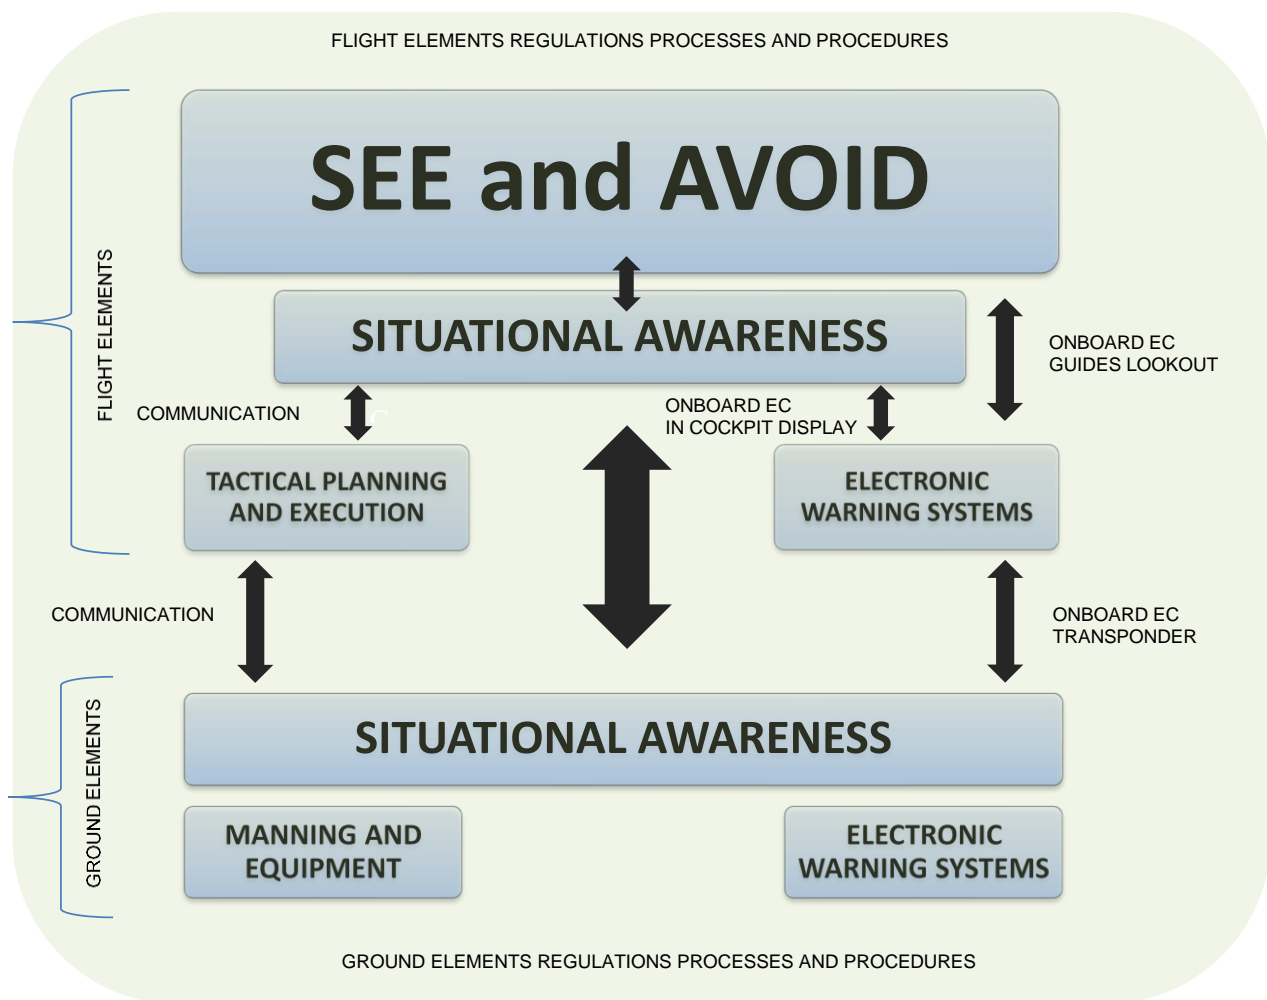 FLIGHT ELEMENTS REGULATIONS PROCESSES AND PROCEDURES
SEE and AVOID
FLIGHT ELEMENTS
SITUATIONAL AWARENESS
ONBOARD EC
GUIDES LOOKOUT
COMMUNICATION
C
ONBOARD EC
IN COCKPIT DISPLAY
TACTICAL PLANNING
AND EXECUTION
ELECTRONIC
WARNING SYSTEMS
COMMUNICATION
ONBOARD EC
TRANSPONDER
GROUND ELEMENTS
SITUATIONAL AWARENESS
MANNING AND
EQUIPMENT
ELECTRONIC
WARNING SYSTEMS
GROUND ELEMENTS REGULATIONS PROCESSES AND PROCEDURES